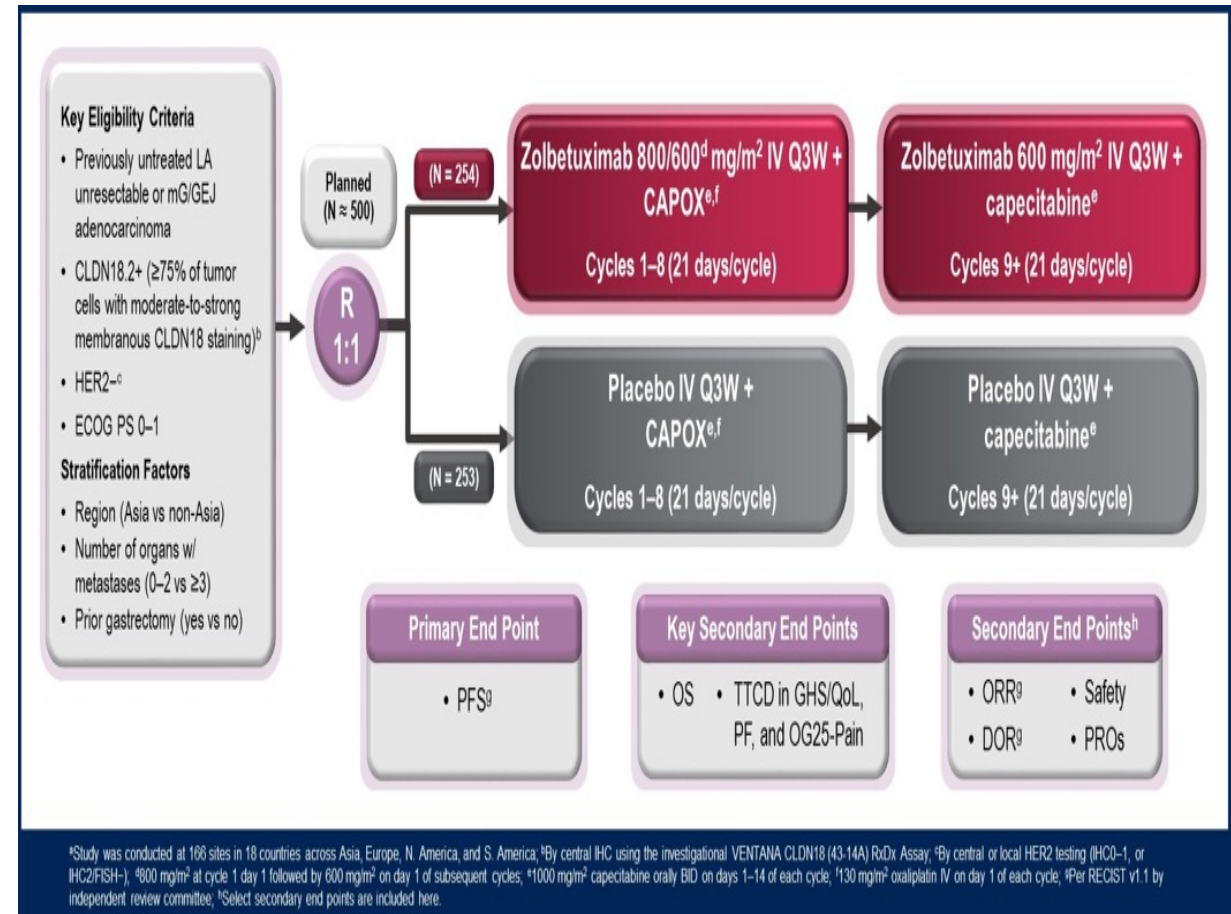 Key Eligibility Criteria
• Previously untreated LA
unresectable or mG/GEJ
adenocarcinoma
• CLDN18.2+ (≥75% of tumor
cells with moderate-to-strong
membranous CLDN18 staining)ᵇ
• HER2–ᶜ
• ECOG PS 0–1
Stratification Factors
• Region (Asia vs non-Asia)
• Number of organs w/
metastases (0–2 vs ≥3)
• Prior gastrectomy (yes vs no)
Planned
(N ≈ 500)
R
1:1
(N = 254)
Zolbetuximab 800/600ᵈ mg/m² IV Q3W +
CAPOXᵉ,ᶠ
Cycles 1–8 (21 days/cycle)
Zolbetuximab 600 mg/m² IV Q3W +
capecitabineᵉ
Cycles 9+ (21 days/cycle)
(N = 253)
Placebo IV Q3W +
CAPOXᵉ,ᶠ
Cycles 1–8 (21 days/cycle)
Placebo IV Q3W +
capecitabineᵉ
Cycles 9+ (21 days/cycle)
Primary End Point
• PFSᵍ
Key Secondary End Points
• OS • TTCD in GHS/QoL,
PF, and OG25-Pain
Secondary End Pointsʰ
• ORRᵍ • Safety
• DORᵍ • PROs
ᵃStudy was conducted at 166 sites in 18 countries across Asia, Europe, N. America, and S. America; ᵇBy central IHC using the investigational VENTANA CLDN18 (43-14A) RxDx Assay; ᶜBy central or local HER2 testing (IHC0–1, or
IHC2/FISH–); ᵈ800 mg/m² at cycle 1 day 1 followed by 600 mg/m² on day 1 of subsequent cycles; ᵉ1000 mg/m² capecitabine orally BID on days 1–14 of each cycle; ᶠ130 mg/m² oxaliplatin IV on day 1 of each cycle; ᵍPer RECIST v1.1 by
independent review committee; ʰSelect secondary end points are included here.